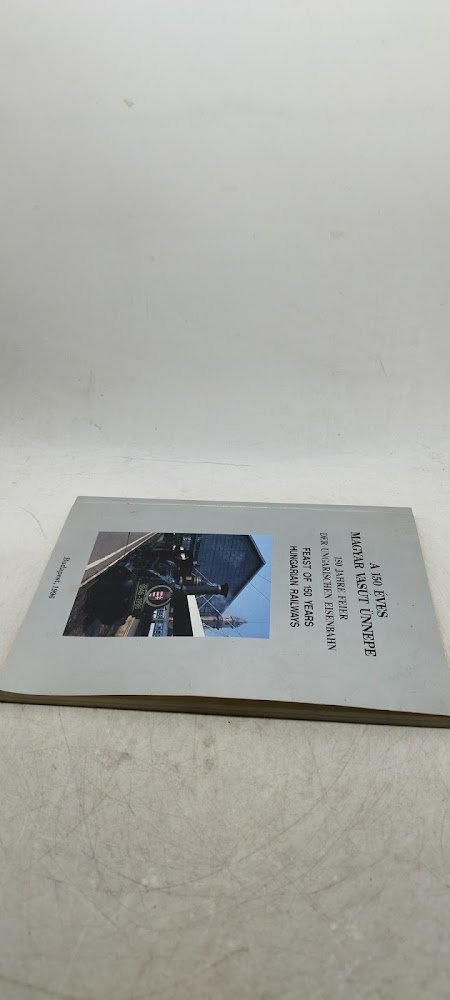 A 150 ÉVES
MAGYAR VASÚT ÜNNEPE
150 JAHRE FEIER
DER UNGARISCHEN EISENBAHN
FEAST OF 150 YEARS
HUNGARIAN RAILWAYS
Budapest, 1996